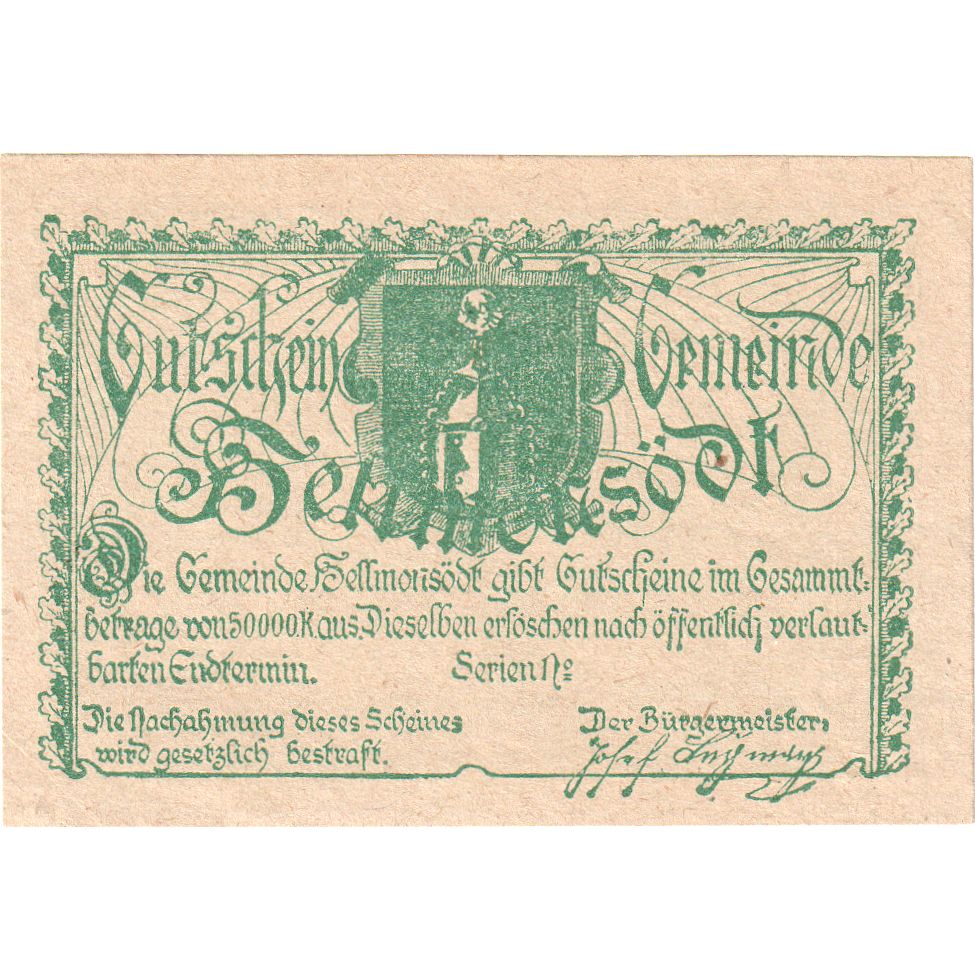 Gutschein Gemeinde
Hellmonsödt
Die Gemeinde Hellmonsödt gibt Gutscheine im Gesammt-
betrage von 50000 K aus. Dieselben erlöschen nach öffentlich verlaut-
barten Endtermin. Serien No
Die Nachahmung dieses Scheines Der Bürgermeister:
wird gesetzlich bestraft. Josef